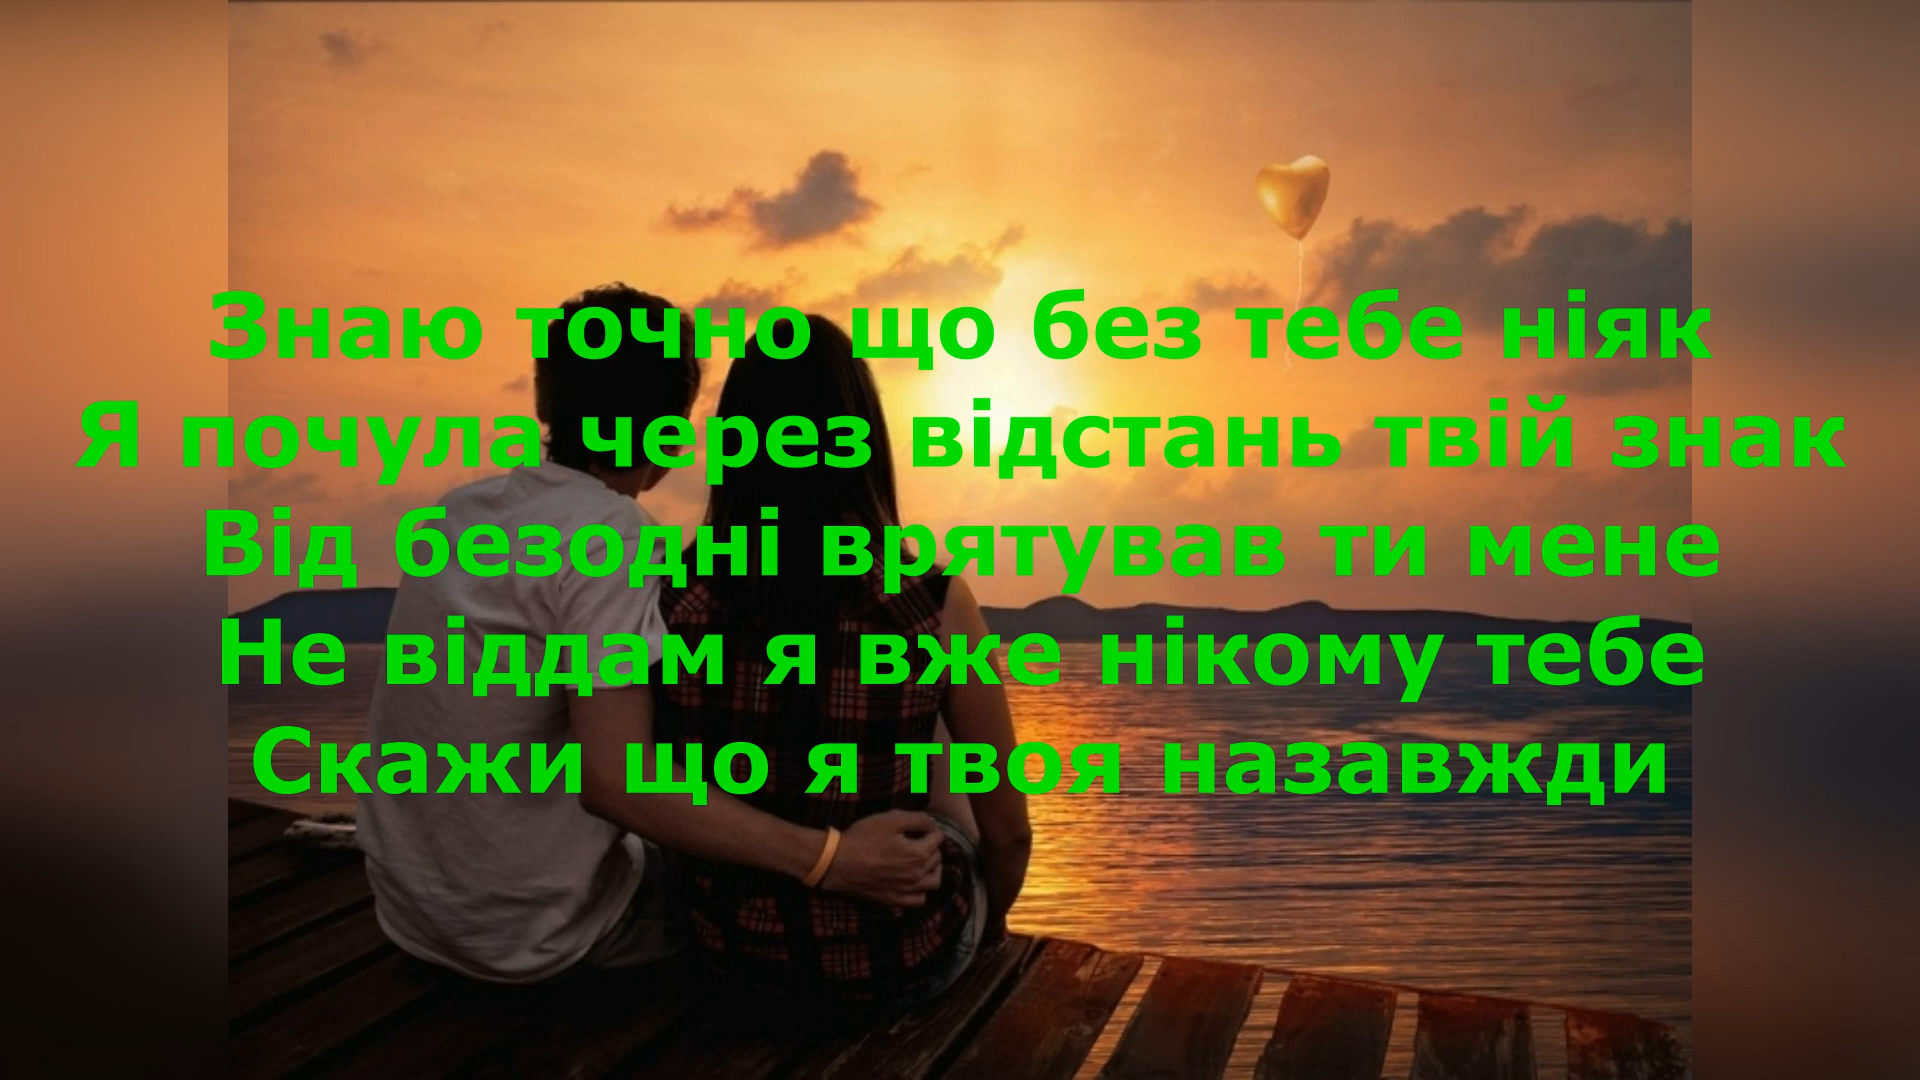 Знаю точно що без тебе ніяк
Я почула через відстань твій знак
Від безодні врятував ти мене
Не віддам я вже нікому тебе
Скажи що я твоя назавжди